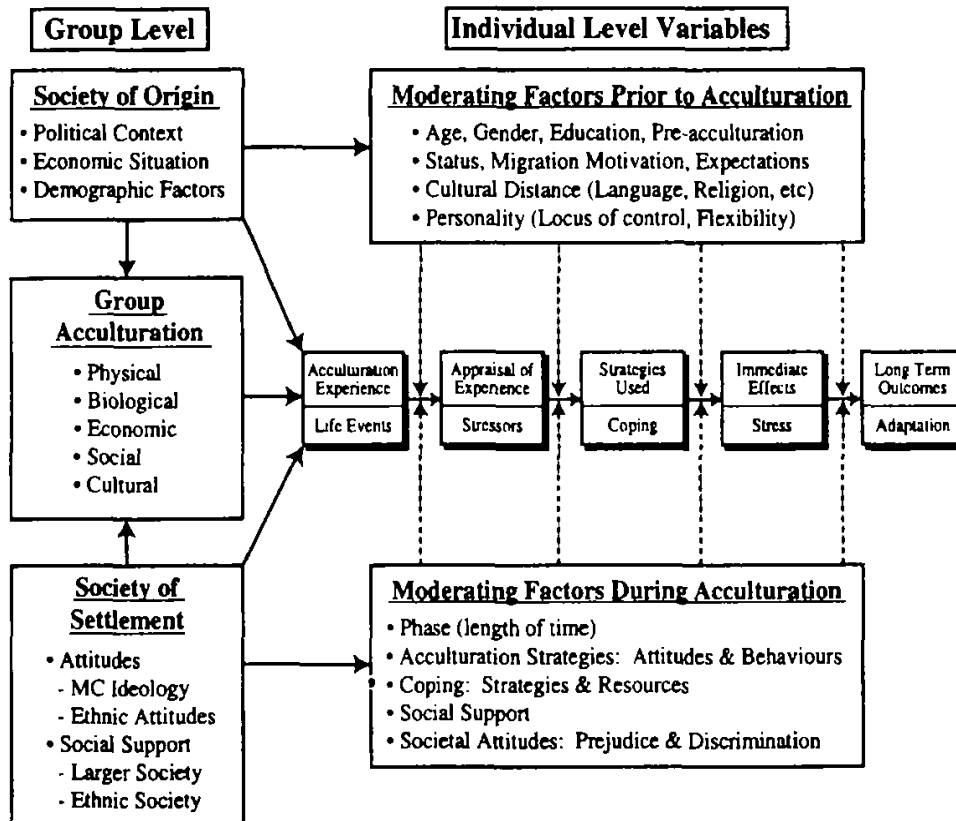 Group Level
Individual Level Variables
Society of Origin
• Political Context
• Economic Situation
• Demographic Factors
Moderating Factors Prior to Acculturation
• Age, Gender, Education, Pre-acculturation
• Status, Migration Motivation, Expectations
• Cultural Distance (Language, Religion, etc)
• Personality (Locus of control, Flexibility)
Group
Acculturation
• Physical
• Biological
• Economic
• Social
• Cultural
Acculturation
Experience
Life Events
Appraisal of
Experience
Stressors
Strategies
Used
Coping
Immediate
Effects
Stress
Long Term
Outcomes
Adaptation
Society of
Settlement
• Attitudes
- MC Ideology
- Ethnic Attitudes
• Social Support
- Larger Society
- Ethnic Society
Moderating Factors During Acculturation
• Phase (length of time)
• Acculturation Strategies: Attitudes & Behaviours
• Coping: Strategies & Resources
• Social Support
• Societal Attitudes: Prejudice & Discrimination